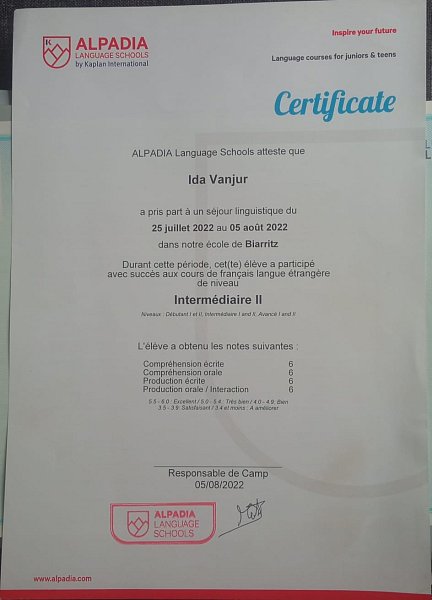 K
ALPADIA
LANGUAGE SCHOOLS
by Kaplan International
Inspire your future
Language courses for juniors & teens
Certificate
ALPADIA Language Schools atteste que
Ida Vanjur
a pris part à un séjour linguistique du
25 juillet 2022 au 05 août 2022
dans notre école de Biarritz
Durant cette période, cet(te) élève a participé
avec succès aux cours de français langue étrangère
de niveau
Intermédiaire II
Niveaux : Débutant I et II, Intermédiaire I and II, Avancé I and II
L'élève a obtenu les notes suivantes :
Compréhension écrite 6
Compréhension orale 6
Production écrite 6
Production orale / Interaction 6
5.5 - 6.0 : Excellent / 5.0 - 5.4 : Très bien / 4.0 - 4.9: Bien
3.5 - 3.9: Satisfaisant / 3.4 et moins : A améliorer
Responsable de Camp
05/08/2022
ALPADIA
LANGUAGE
SCHOOLS
www.alpadia.com